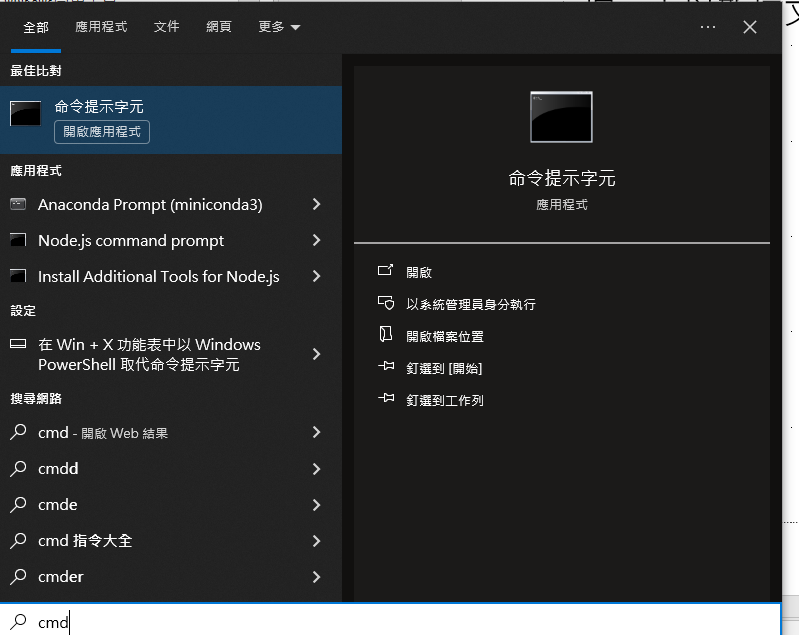 全部 應用程式 文件 網頁 更多
最佳比對
命令提示字元
開啟應用程式
應用程式
Anaconda Prompt (miniconda3)
Node.js command prompt
Install Additional Tools for Node.js
設定
在 Win + X 功能表中以 Windows
PowerShell 取代命令提示字元
搜尋網路
cmd - 開啟 Web 結果
cmdd
cmde
cmd 指令大全
cmder
cmd
命令提示字元
應用程式
開啟
以系統管理員身分執行
開啟檔案位置
釘選到 [開始]
釘選到工作列